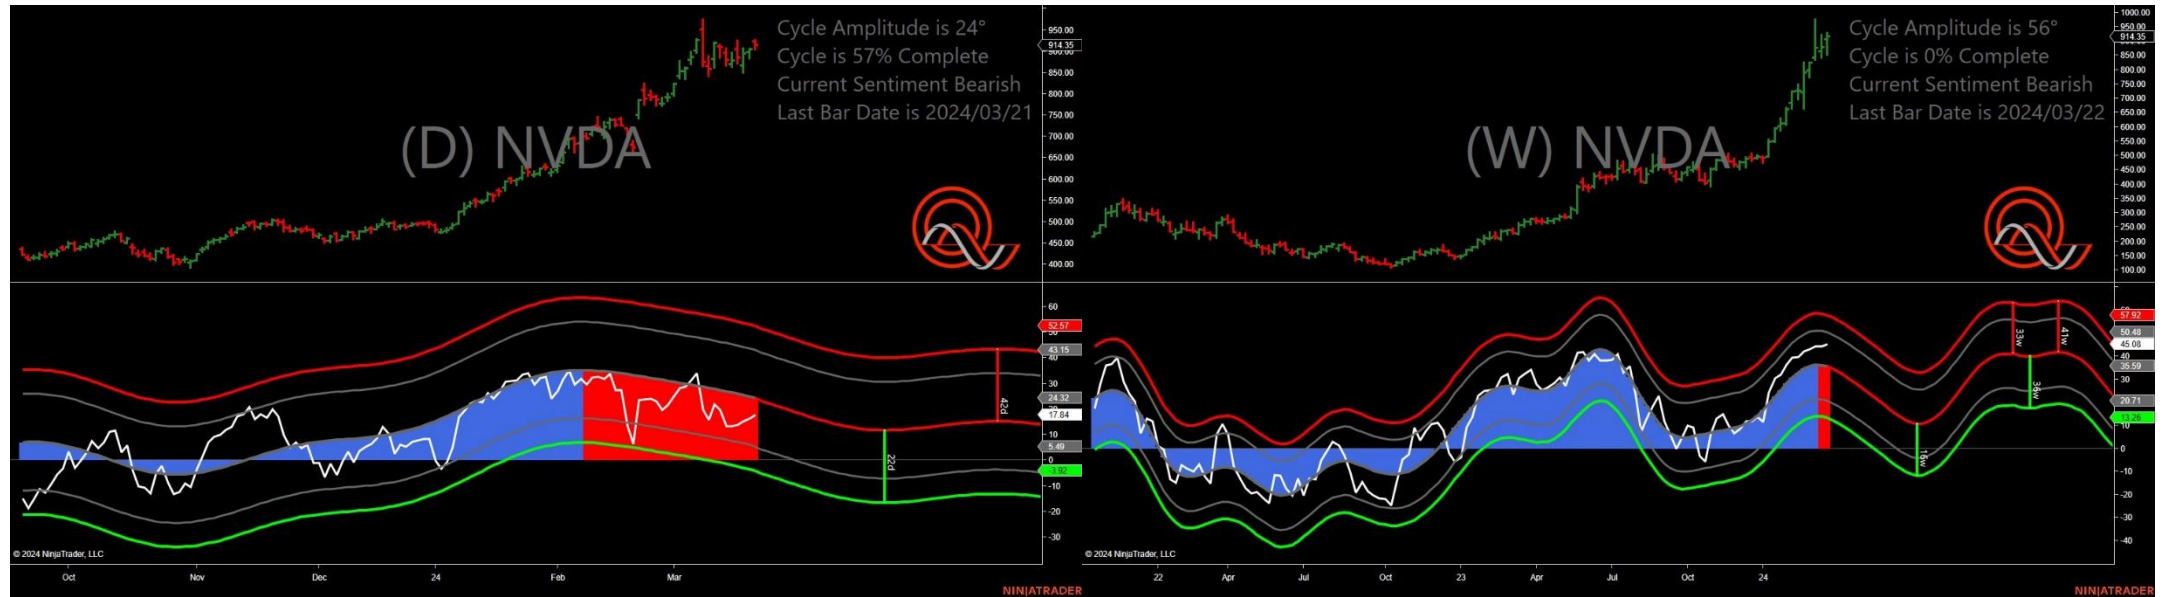 Cycle Amplitude is 24°
Cycle is 57% Complete
Current Sentiment Bearish
Last Bar Date is 2024/03/21
(D) NVDA
950.00
914.35
900.00
850.00
800.00
750.00
700.00
650.00
600.00
550.00
500.00
450.00
400.00
60
52.57
50
43.15
40
30
24.32
17.84
10
5.49
0
-3.92
-10
-20
-30
42d
22d
© 2024 NinjaTrader, LLC
Oct
Nov
Dec
24
Feb
Mar
NINJATRADER
Cycle Amplitude is 56°
Cycle is 0% Complete
Current Sentiment Bearish
Last Bar Date is 2024/03/22
(W) NVDA
1000.00
950.00
914.35
850.00
800.00
750.00
700.00
650.00
600.00
550.00
500.00
450.00
400.00
350.00
300.00
250.00
200.00
150.00
100.00
57.92
50.48
45.08
40
35.59
30
20.71
13.26
10
0
-10
-20
-30
-40
33w
41w
36w
16w
© 2024 NinjaTrader, LLC
22
Apr
Jul
Oct
23
Apr
Jul
Oct
24
NINJATRADER